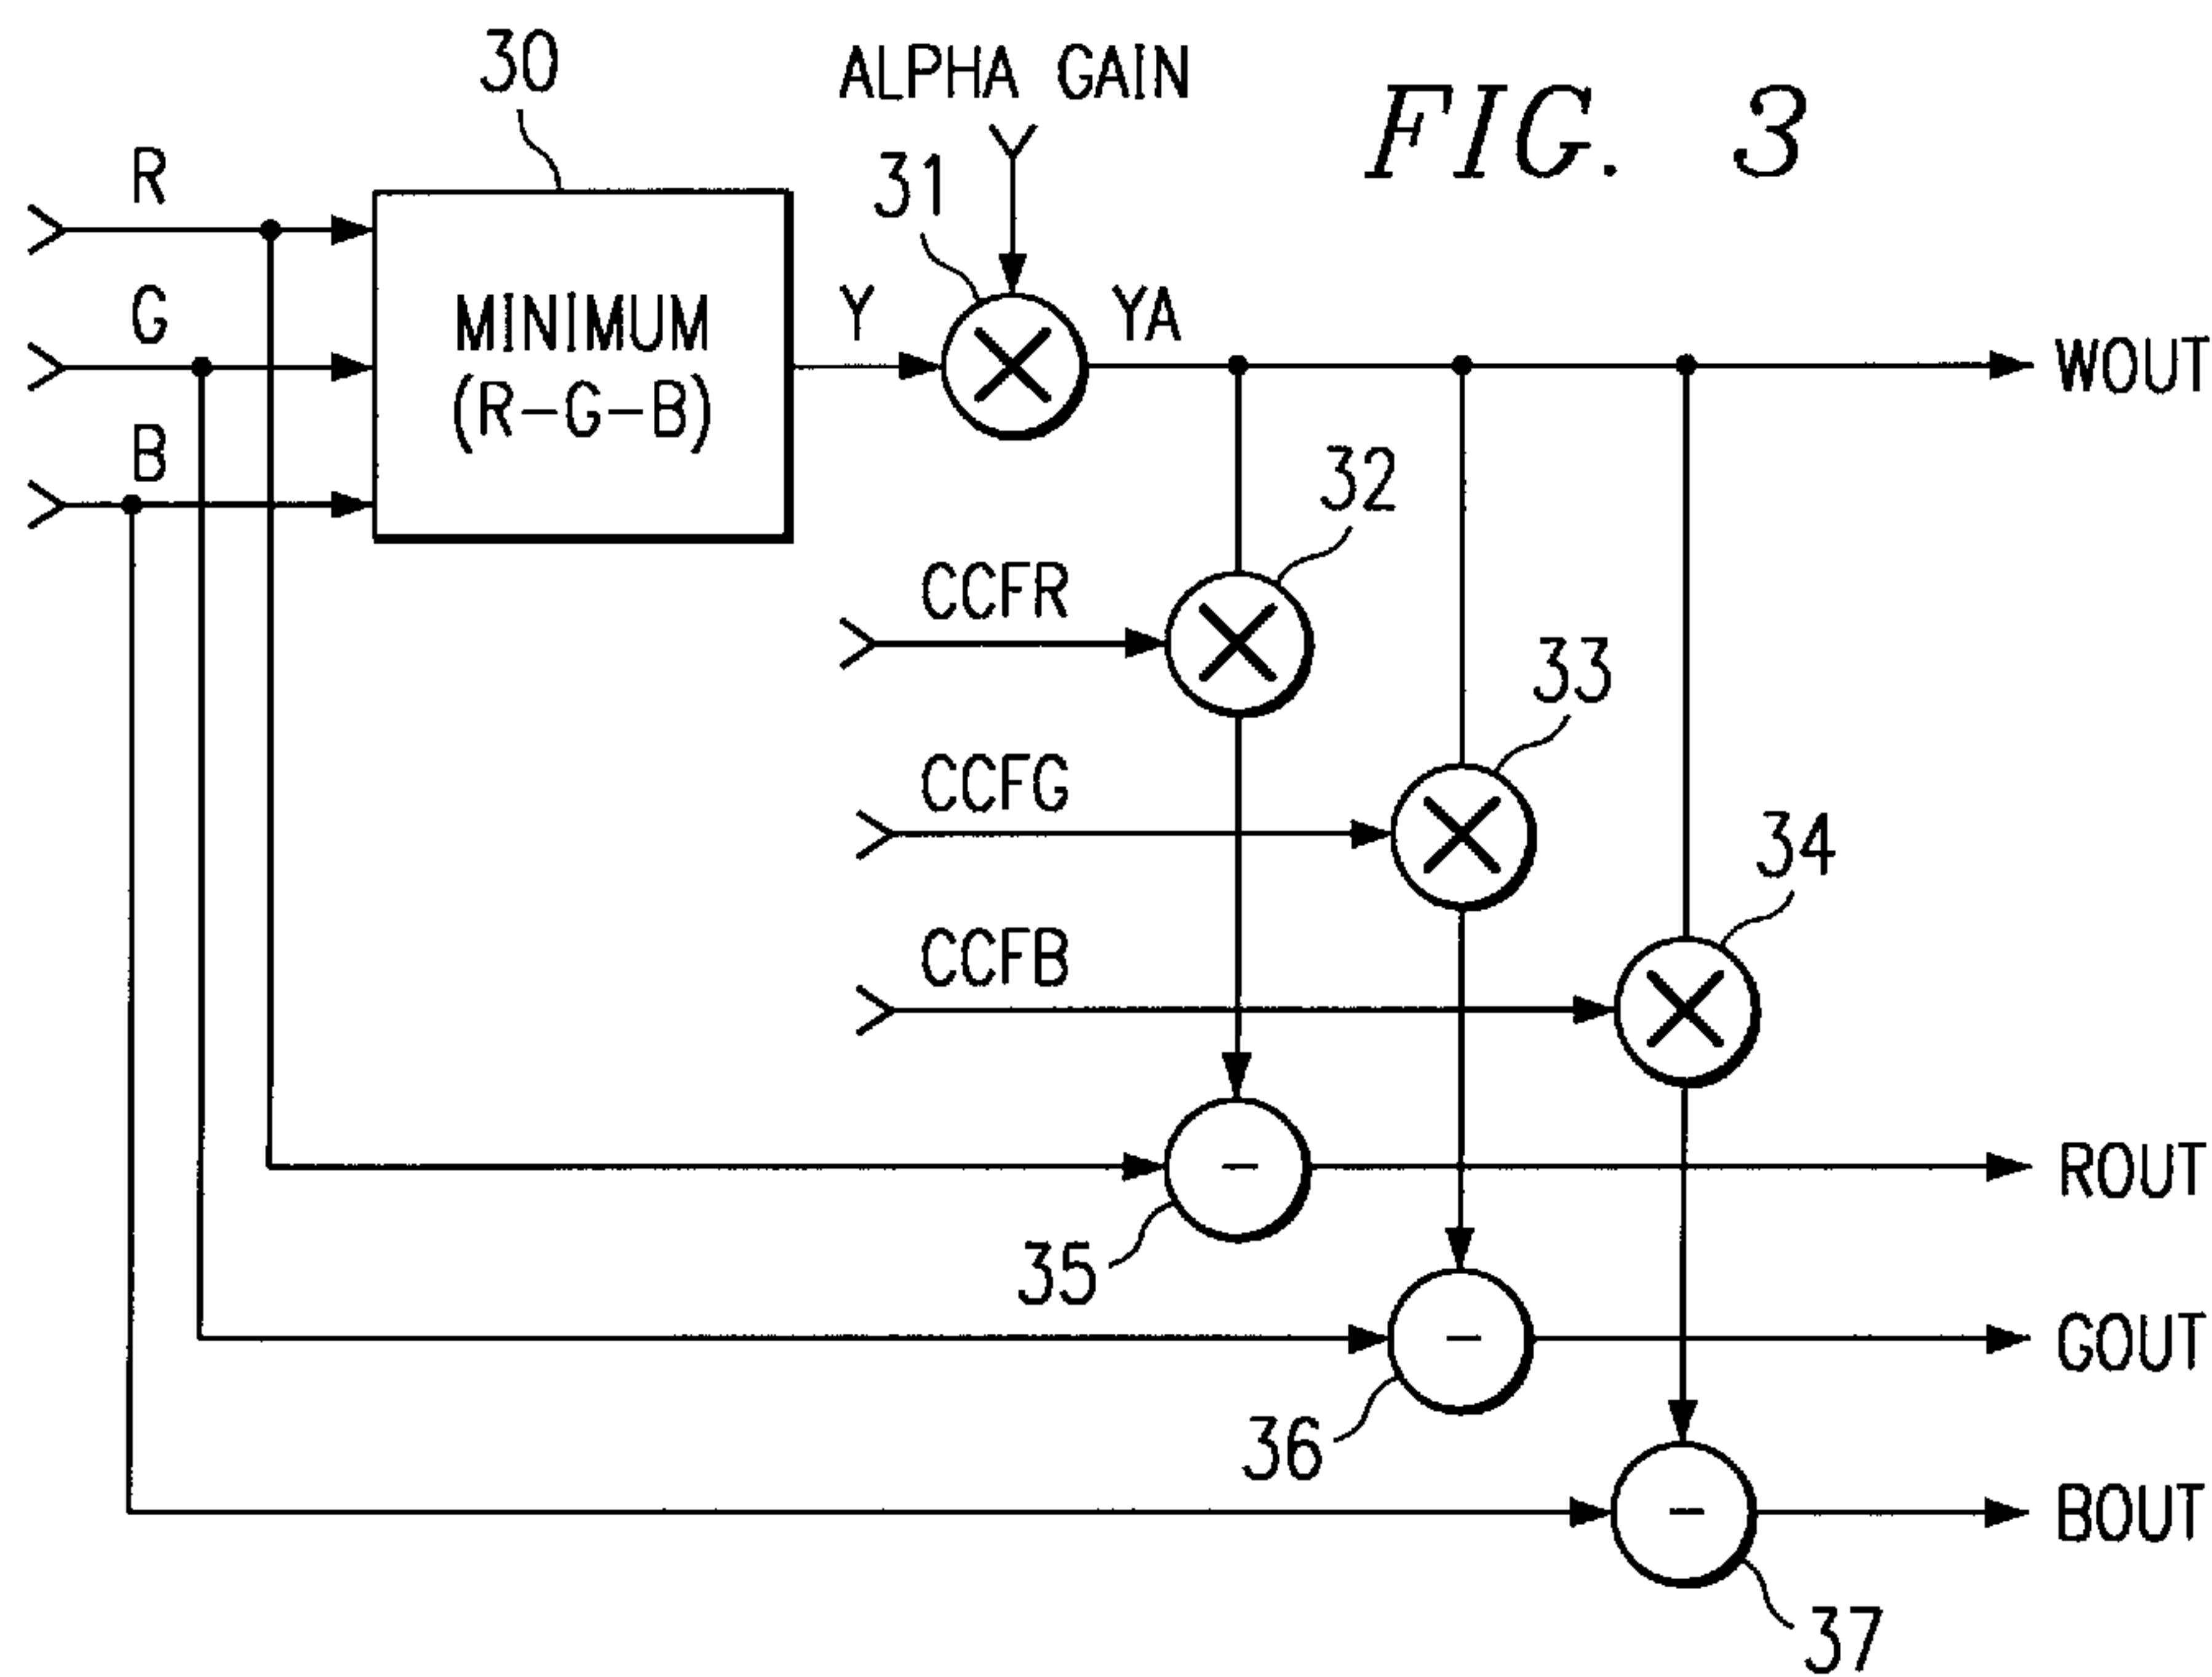 FIG. 3
30
ALPHA GAIN
31
R
G
B
MINIMUM
(R-G-B)
Y
YA
WOUT
32
CCFR
33
CCFG
34
CCFB
ROUT
35
GOUT
36
BOUT
37